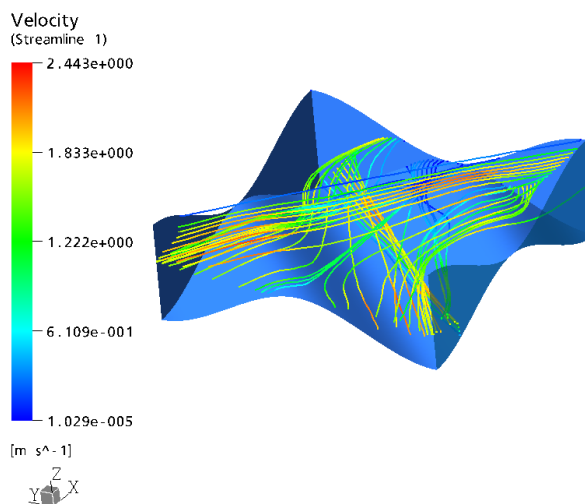 Velocity
(Streamline 1)
2.443e+000
1.833e+000
1.222e+000
6.109e-001
1.029e-005
[m s^-1]
Z
Y X